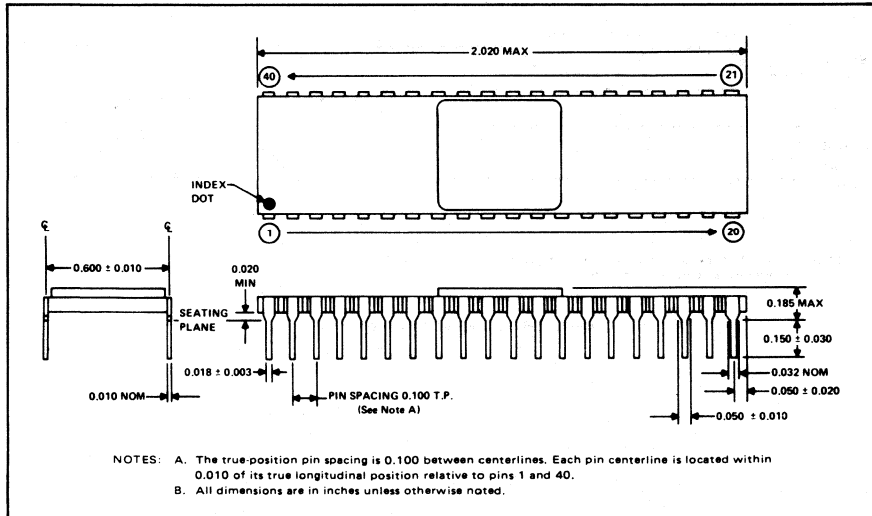 2.020 MAX
40
21
INDEX
DOT
1
20
℄
℄
0.600 ± 0.010
0.020
MIN
SEATING
PLANE
0.185 MAX
0.150 ± 0.030
0.018 ± 0.003
PIN SPACING 0.100 T.P.
(See Note A)
0.032 NOM
0.010 NOM
0.050 ± 0.020
0.050 ± 0.010
NOTES: A. The true-position pin spacing is 0.100 between centerlines. Each pin centerline is located within
0.010 of its true longitudinal position relative to pins 1 and 40.
B. All dimensions are in inches unless otherwise noted.